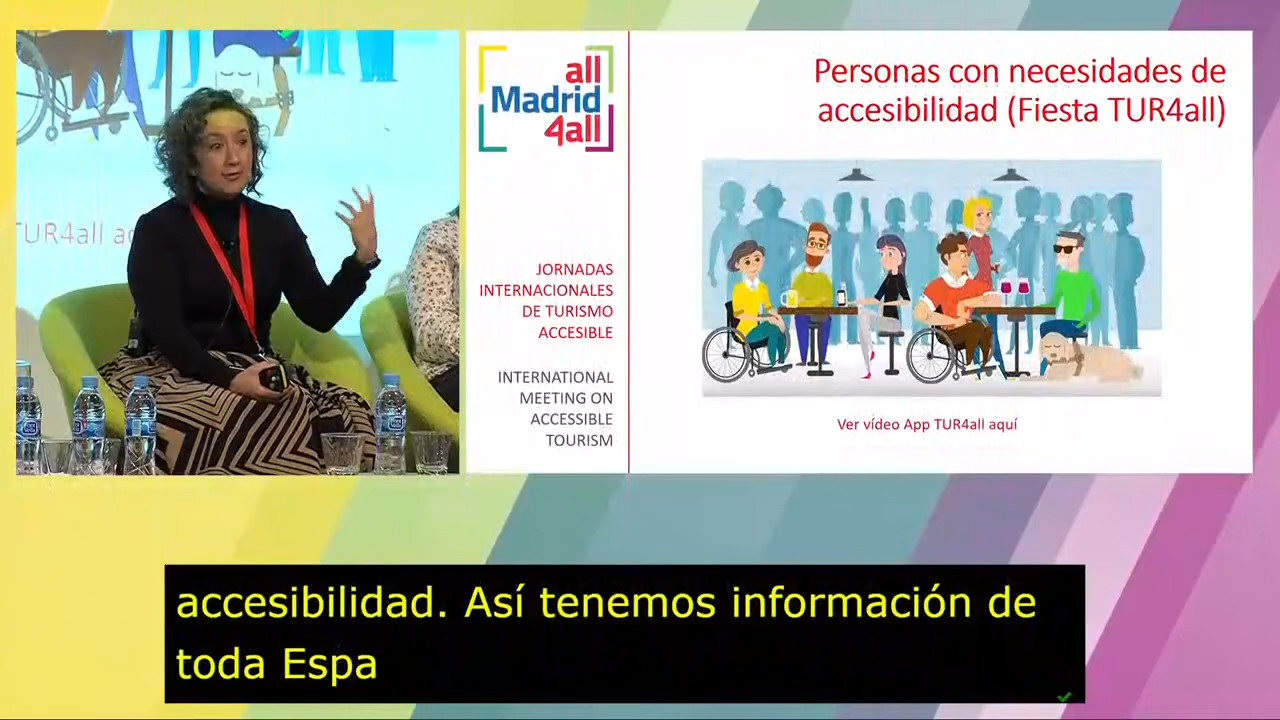 TUR4all
all
Madrid
4all
JORNADAS
INTERNACIONALES
DE TURISMO
ACCESIBLE
INTERNATIONAL
MEETING ON
ACCESSIBLE
TOURISM
Personas con necesidades de
accesibilidad (Fiesta TUR4all)
Ver vídeo App TUR4all aquí
accesibilidad. Así tenemos información de
toda Espa